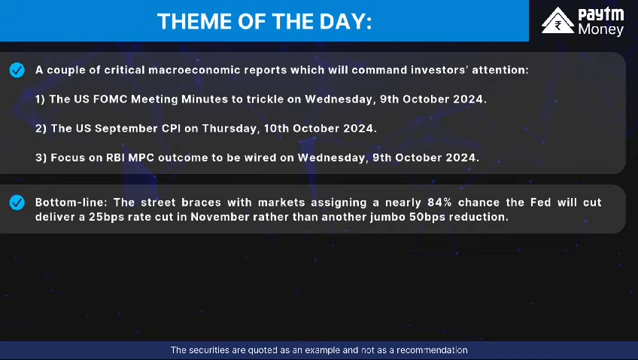 THEME OF THE DAY:
paytm
Money
A couple of critical macroeconomic reports which will command investors' attention:
1) The US FOMC Meeting Minutes to trickle on Wednesday, 9th October 2024.
2) The US September CPI on Thursday, 10th October 2024.
3) Focus on RBI MPC outcome to be wired on Wednesday, 9th October 2024.
Bottom-line: The street braces with markets assigning a nearly 84% chance the Fed will cut
deliver a 25bps rate cut in November rather than another jumbo 50bps reduction.
The securities are quoted as an example and not as a recommendation